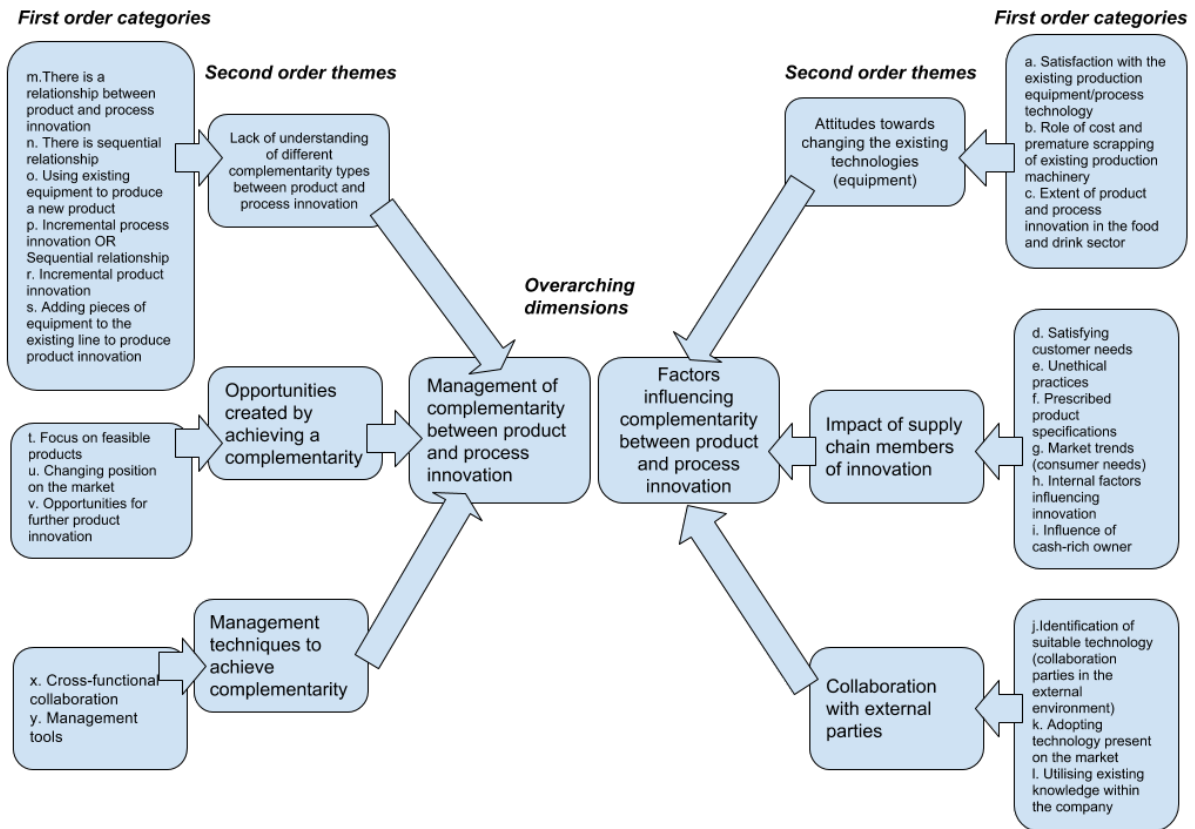 First order categories
Second order themes
m.There is a
relationship between
product and process
innovation
n. There is sequential
relationship
o. Using existing
equipment to produce
a new product
p. Incremental process
innovation OR
Sequential relationship
r. Incremental product
innovation
s. Adding pieces of
equipment to the
existing line to produce
product innovation
Lack of understanding
of different
complementarity types
between product and
process innovation
t. Focus on feasible
products
u. Changing position
on the market
v. Opportunities for
further product
innovation
Opportunities
created by
achieving a
complementarity
x. Cross-functional
collaboration
y. Management
tools
Management
techniques to
achieve
complementarity
Overarching
dimensions
Management of
complementarity
between product
and process
innovation
Factors
influencing
complementarity
between product
and process
innovation
Second order themes
First order categories
Attitudes towards
changing the existing
technologies
(equipment)
a. Satisfaction with the
existing production
equipment/process
technology
b. Role of cost and
premature scrapping
of existing production
machinery
c. Extent of product
and process
innovation in the food
and drink sector
Impact of supply
chain members
of innovation
d. Satisfying
customer needs
e. Unethical
practices
f. Prescribed
product
specifications
g. Market trends
(consumer needs)
h. Internal factors
influencing
innovation
i. Influence of
cash-rich owner
Collaboration
with external
parties
j.Identification of
suitable technology
(collaboration
parties in the
external
environment)
k. Adopting
technology present
on the market
l. Utilising existing
knowledge within
the company